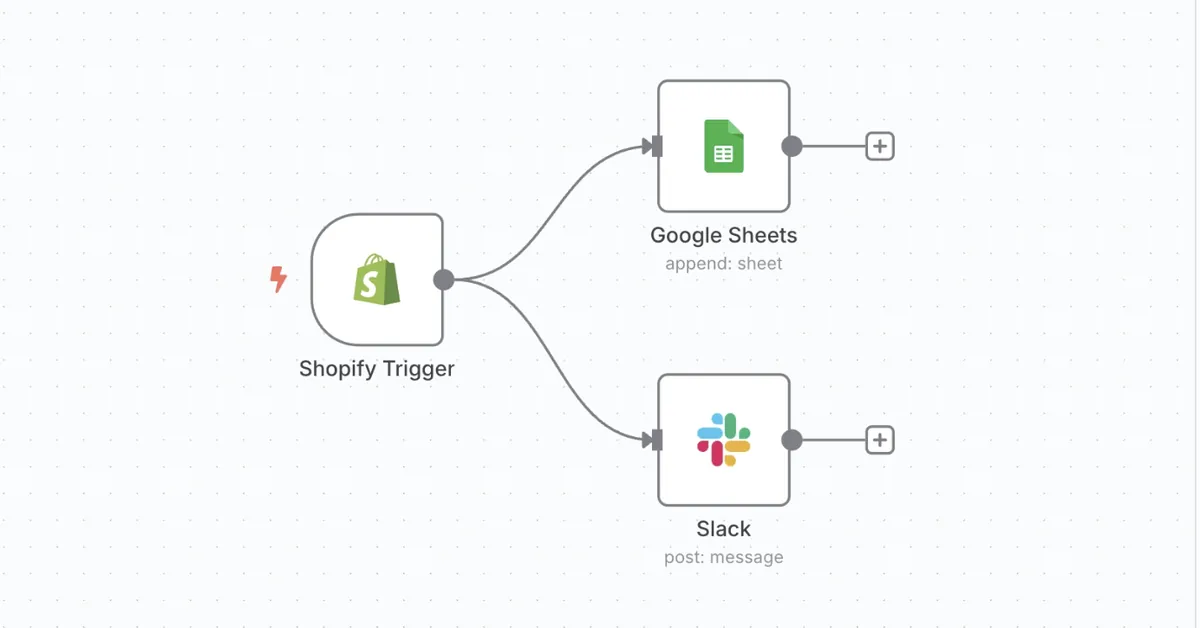 Shopify Trigger
Google Sheets
append: sheet
Slack
post: message